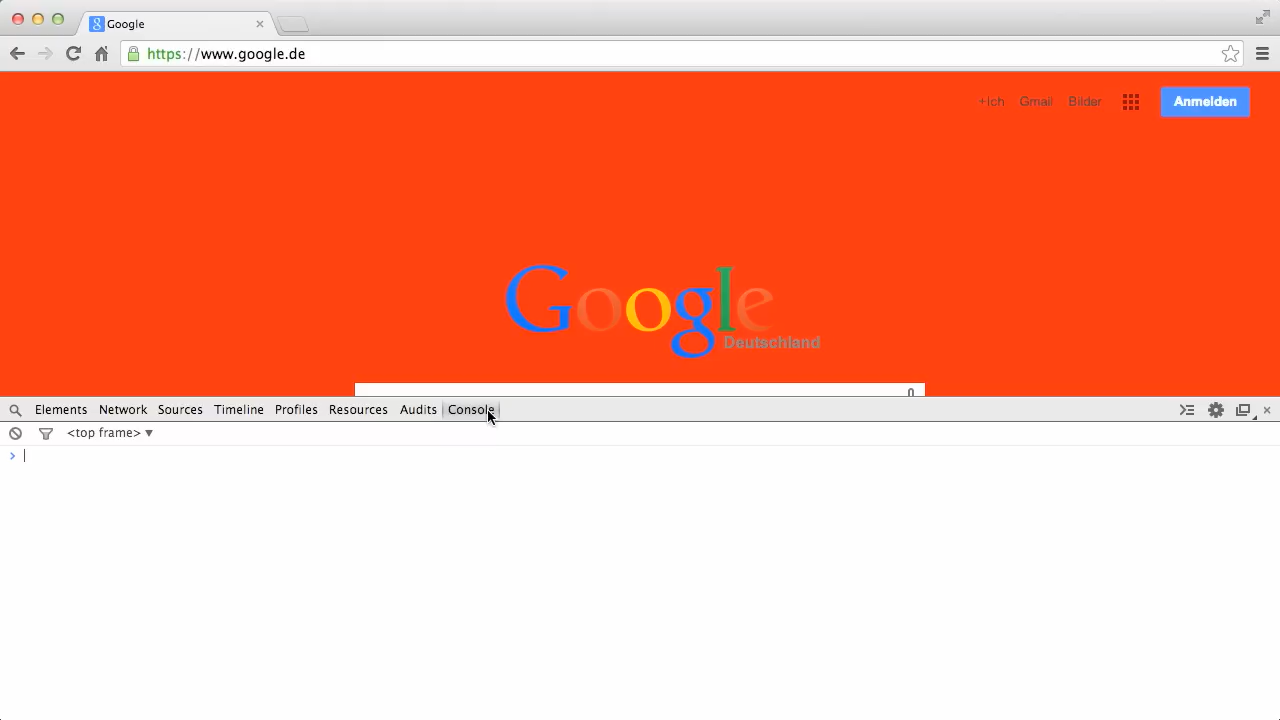 Google
https://www.google.de
+Ich Gmail Bilder Anmelden
Google
Deutschland
Elements Network Sources Timeline Profiles Resources Audits Console
<top frame>